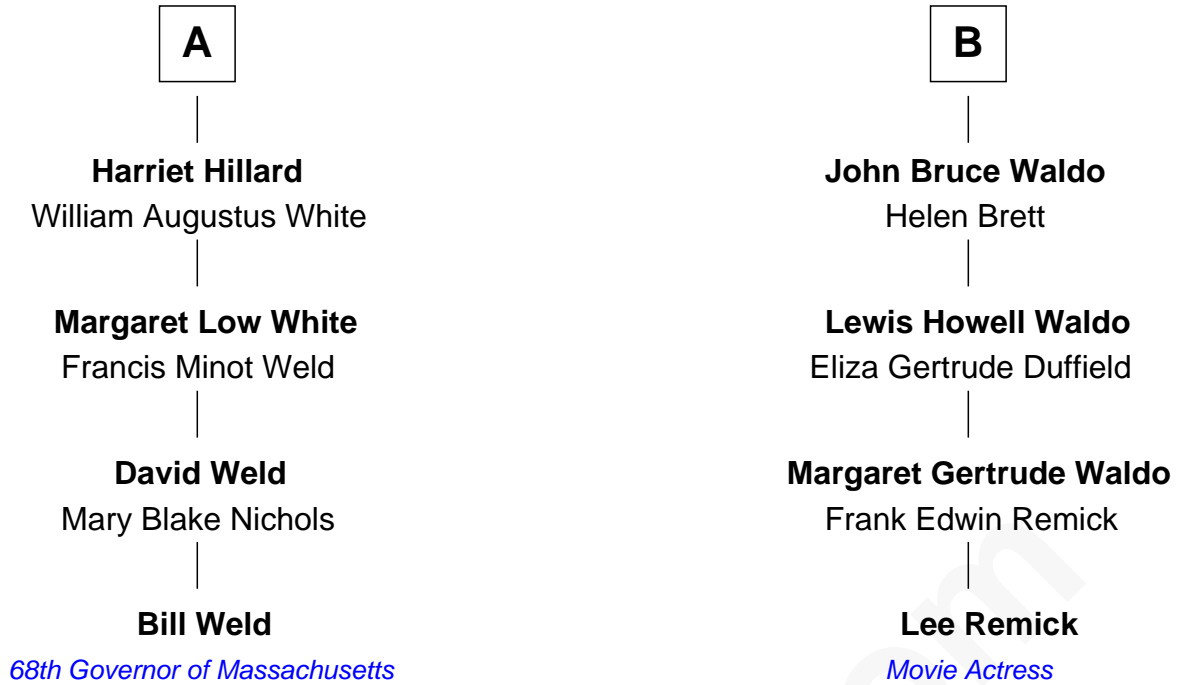 A
B
Harriet Hillard
William Augustus White
John Bruce Waldo
Helen Brett
Margaret Low White
Francis Minot Weld
Lewis Howell Waldo
Eliza Gertrude Duffield
David Weld
Mary Blake Nichols
Margaret Gertrude Waldo
Frank Edwin Remick
Bill Weld
68th Governor of Massachusetts
Lee Remick
Movie Actress